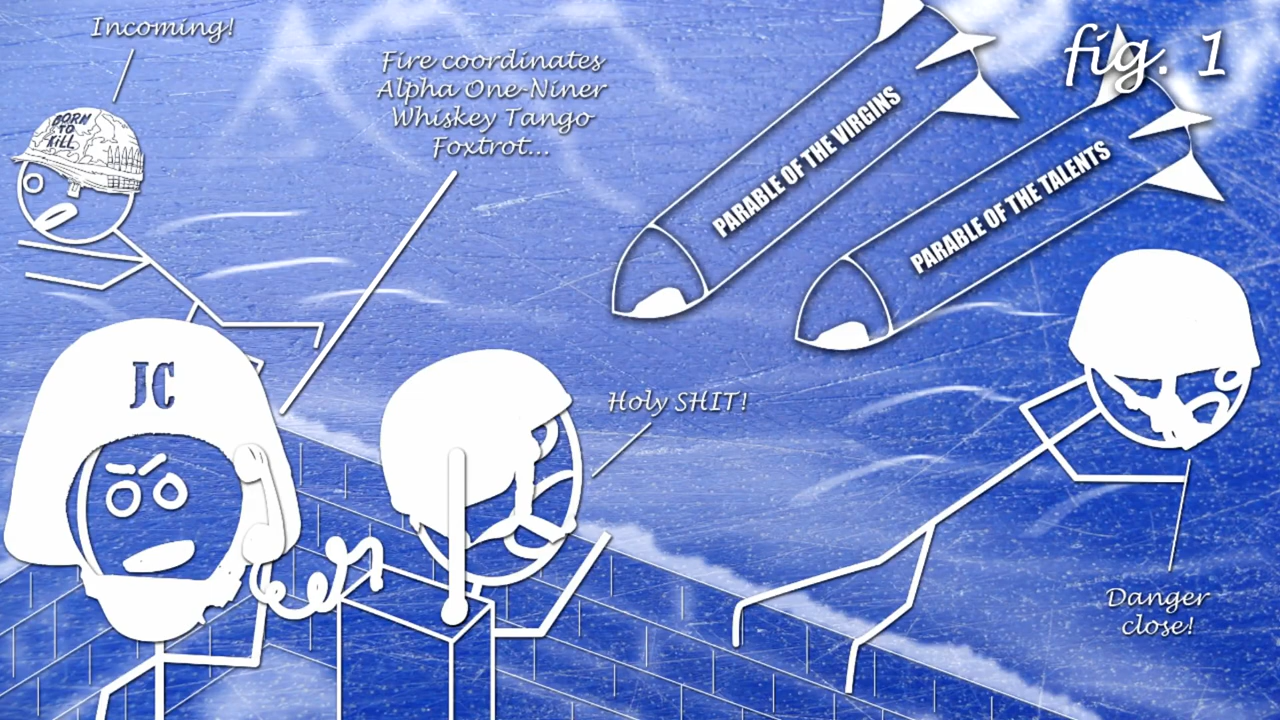 Incoming!
Fire coordinates
Alpha One-Niner
Whiskey Tango
Foxtrot...
fig. 1
PARABLE OF THE VIRGINS
PARABLE OF THE TALENTS
BORN
TO
KiLL
JC
Holy SHIT!
Danger
close!